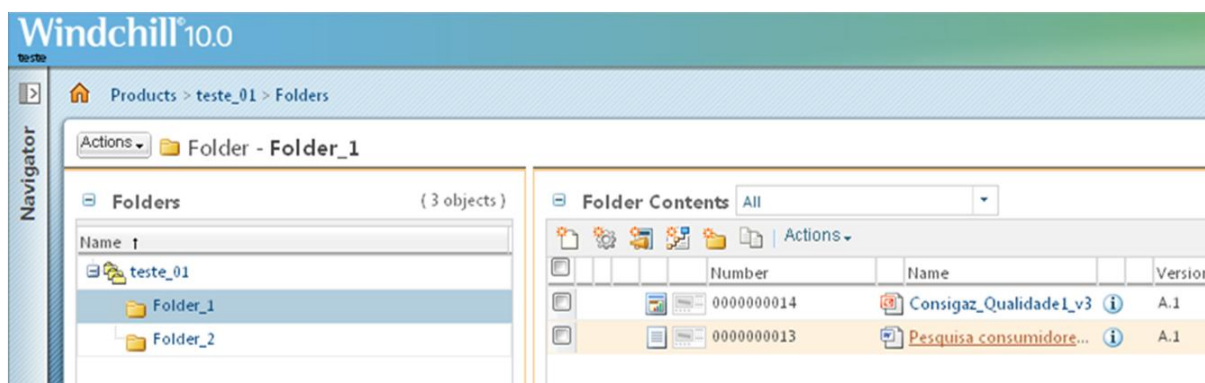 Windchill® 10.0
teste
Products > teste_01 > Folders
Navigator
Actions Folder - Folder_1
Folders (3 objects)
Name ↑
teste_01
Folder_1
Folder_2
Folder Contents All
Actions
Number Name Version
0000000014 Consigaz_Qualidade1_v3 A.1
0000000013 Pesquisa consumidore... A.1